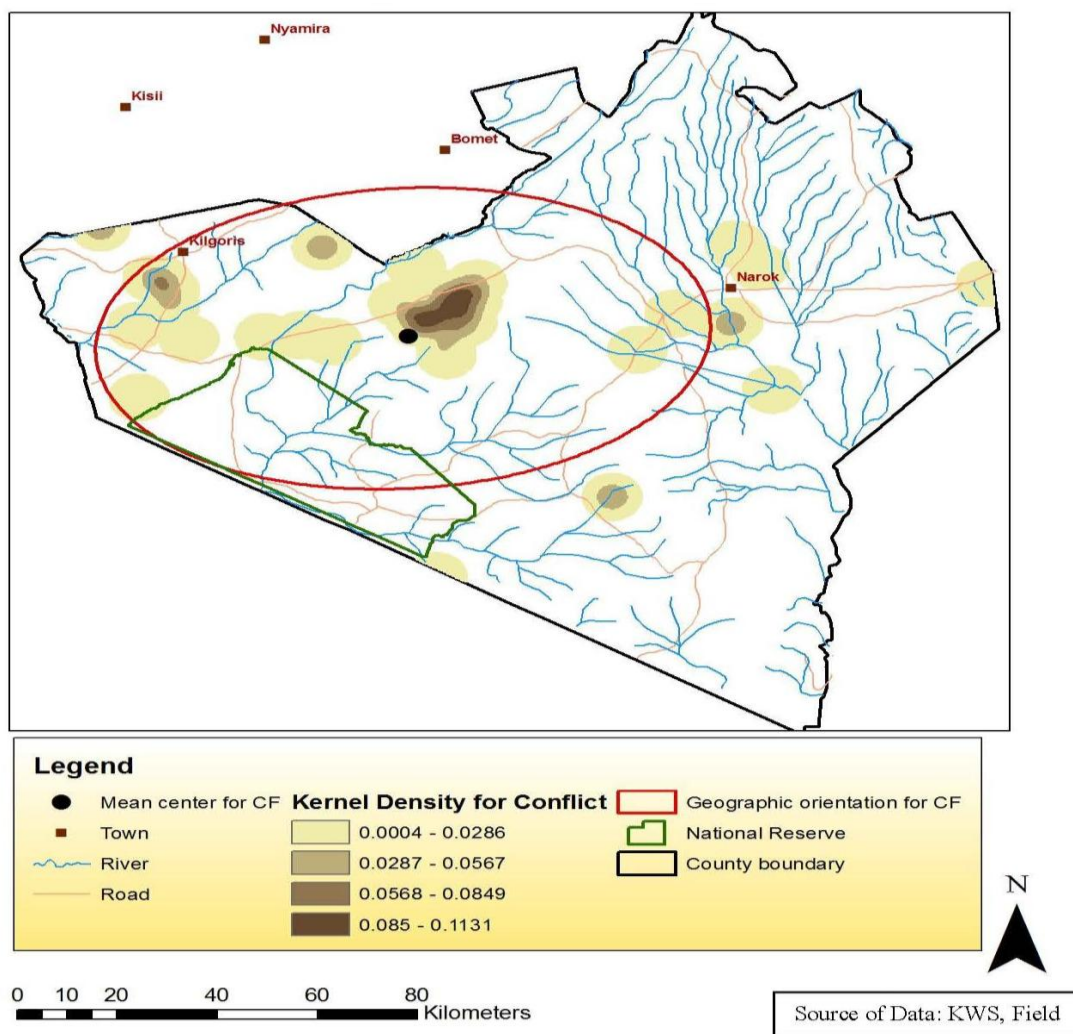 Nyamira
Kisii
Bomet
Kilgoris
Narok
Legend
Mean center for CF
Town
River
Road
Kernel Density for Conflict
0.0004 - 0.0286
0.0287 - 0.0567
0.0568 - 0.0849
0.085 - 0.1131
Geographic orientation for CF
National Reserve
County boundary
N
0 10 20 40 60 80
Kilometers
Source of Data: KWS, Field